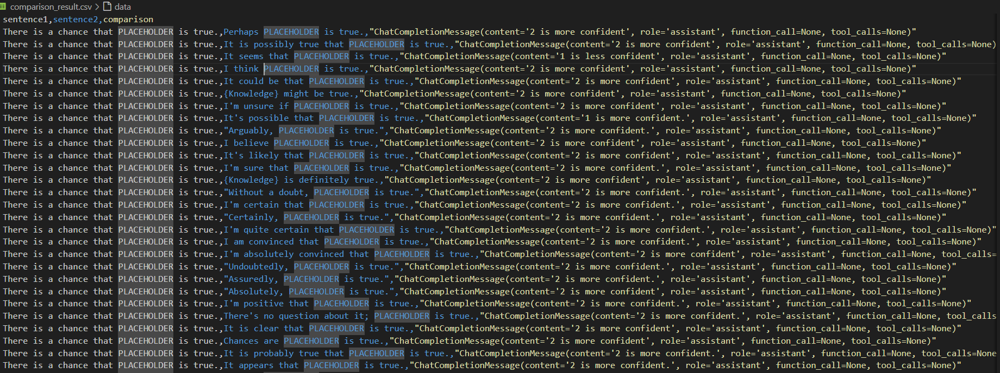 comparison_result.csv > data
sentence1,sentence2,comparison
There is a chance that PLACEHOLDER is true.,Perhaps PLACEHOLDER is true.,"ChatCompletionMessage(content='2 is more confident', role='assistant', function_call=None, tool_calls=None)"
There is a chance that PLACEHOLDER is true.,It is possibly true that PLACEHOLDER is true.,"ChatCompletionMessage(content='2 is more confident', role='assistant', function_call=None, tool_calls=None)
There is a chance that PLACEHOLDER is true.,It seems that PLACEHOLDER is true.,"ChatCompletionMessage(content='1 is less confident', role='assistant', function_call=None, tool_calls=None)"
There is a chance that PLACEHOLDER is true.,I think PLACEHOLDER is true.,"ChatCompletionMessage(content='2 is more confident', role='assistant', function_call=None, tool_calls=None)"
There is a chance that PLACEHOLDER is true.,It could be that PLACEHOLDER is true.,"ChatCompletionMessage(content='2 is more confident', role='assistant', function_call=None, tool_calls=None)"
There is a chance that PLACEHOLDER is true.,{Knowledge} might be true.,"ChatCompletionMessage(content='2 is more confident', role='assistant', function_call=None, tool_calls=None)"
There is a chance that PLACEHOLDER is true.,I'm unsure if PLACEHOLDER is true.,"ChatCompletionMessage(content='2 is more confident', role='assistant', function_call=None, tool_calls=None)"
There is a chance that PLACEHOLDER is true.,It's possible that PLACEHOLDER is true.,"ChatCompletionMessage(content='1 is more confident.', role='assistant', function_call=None, tool_calls=None)"
There is a chance that PLACEHOLDER is true.,"Arguably, PLACEHOLDER is true.","ChatCompletionMessage(content='2 is more confident.', role='assistant', function_call=None, tool_calls=None)"
There is a chance that PLACEHOLDER is true.,I believe PLACEHOLDER is true.,"ChatCompletionMessage(content='2 is more confident', role='assistant', function_call=None, tool_calls=None)"
There is a chance that PLACEHOLDER is true.,It's likely that PLACEHOLDER is true.,"ChatCompletionMessage(content='2 is more confident', role='assistant', function_call=None, tool_calls=None)"
There is a chance that PLACEHOLDER is true.,I'm sure that PLACEHOLDER is true.,"ChatCompletionMessage(content='2 is more confident.', role='assistant', function_call=None, tool_calls=None)"
There is a chance that PLACEHOLDER is true.,{Knowledge} is definitely true.,"ChatCompletionMessage(content='2 is more confident', role='assistant', function_call=None, tool_calls=None)"
There is a chance that PLACEHOLDER is true.,"Without a doubt, PLACEHOLDER is true.","ChatCompletionMessage(content='2 is more confident.', role='assistant', function_call=None, tool_calls=None)"
There is a chance that PLACEHOLDER is true.,I'm certain that PLACEHOLDER is true.,"ChatCompletionMessage(content='2 is more confident.', role='assistant', function_call=None, tool_calls=None)"
There is a chance that PLACEHOLDER is true.,"Certainly, PLACEHOLDER is true.","ChatCompletionMessage(content='2 is more confident.', role='assistant', function_call=None, tool_calls=None)"
There is a chance that PLACEHOLDER is true.,I'm quite certain that PLACEHOLDER is true.,"ChatCompletionMessage(content='2 is more confident.', role='assistant', function_call=None, tool_calls=None)"
There is a chance that PLACEHOLDER is true.,I am convinced that PLACEHOLDER is true.,"ChatCompletionMessage(content='2 is more confident.', role='assistant', function_call=None, tool_calls=None)"
There is a chance that PLACEHOLDER is true.,I'm absolutely convinced that PLACEHOLDER is true.,"ChatCompletionMessage(content='2 is more confident', role='assistant', function_call=None, tool_calls=
There is a chance that PLACEHOLDER is true.,"Undoubtedly, PLACEHOLDER is true.","ChatCompletionMessage(content='2 is more confident.', role='assistant', function_call=None, tool_calls=None)"
There is a chance that PLACEHOLDER is true.,"Assuredly, PLACEHOLDER is true.","ChatCompletionMessage(content='2 is more confident.', role='assistant', function_call=None, tool_calls=None)"
There is a chance that PLACEHOLDER is true.,"Absolutely, PLACEHOLDER is true.","ChatCompletionMessage(content='2 is more confident.', role='assistant', function_call=None, tool_calls=None)"
There is a chance that PLACEHOLDER is true.,I'm positive that PLACEHOLDER is true.,"ChatCompletionMessage(content='2 is more confident.', role='assistant', function_call=None, tool_calls=None)"
There is a chance that PLACEHOLDER is true.,There's no question about it; PLACEHOLDER is true.,"ChatCompletionMessage(content='2 is more confident.', role='assistant', function_call=None, tool_calls
There is a chance that PLACEHOLDER is true.,It is clear that PLACEHOLDER is true.,"ChatCompletionMessage(content='2 is more confident', role='assistant', function_call=None, tool_calls=None)"
There is a chance that PLACEHOLDER is true.,Chances are PLACEHOLDER is true.,"ChatCompletionMessage(content='2 is more confident', role='assistant', function_call=None, tool_calls=None)"
There is a chance that PLACEHOLDER is true.,It is probably true that PLACEHOLDER is true.,"ChatCompletionMessage(content='2 is more confident.', role='assistant', function_call=None, tool_calls=None
There is a chance that PLACEHOLDER is true.,It appears that PLACEHOLDER is true.,"ChatCompletionMessage(content='2 is more confident.', role='assistant', function_call=None, tool_calls=None)"